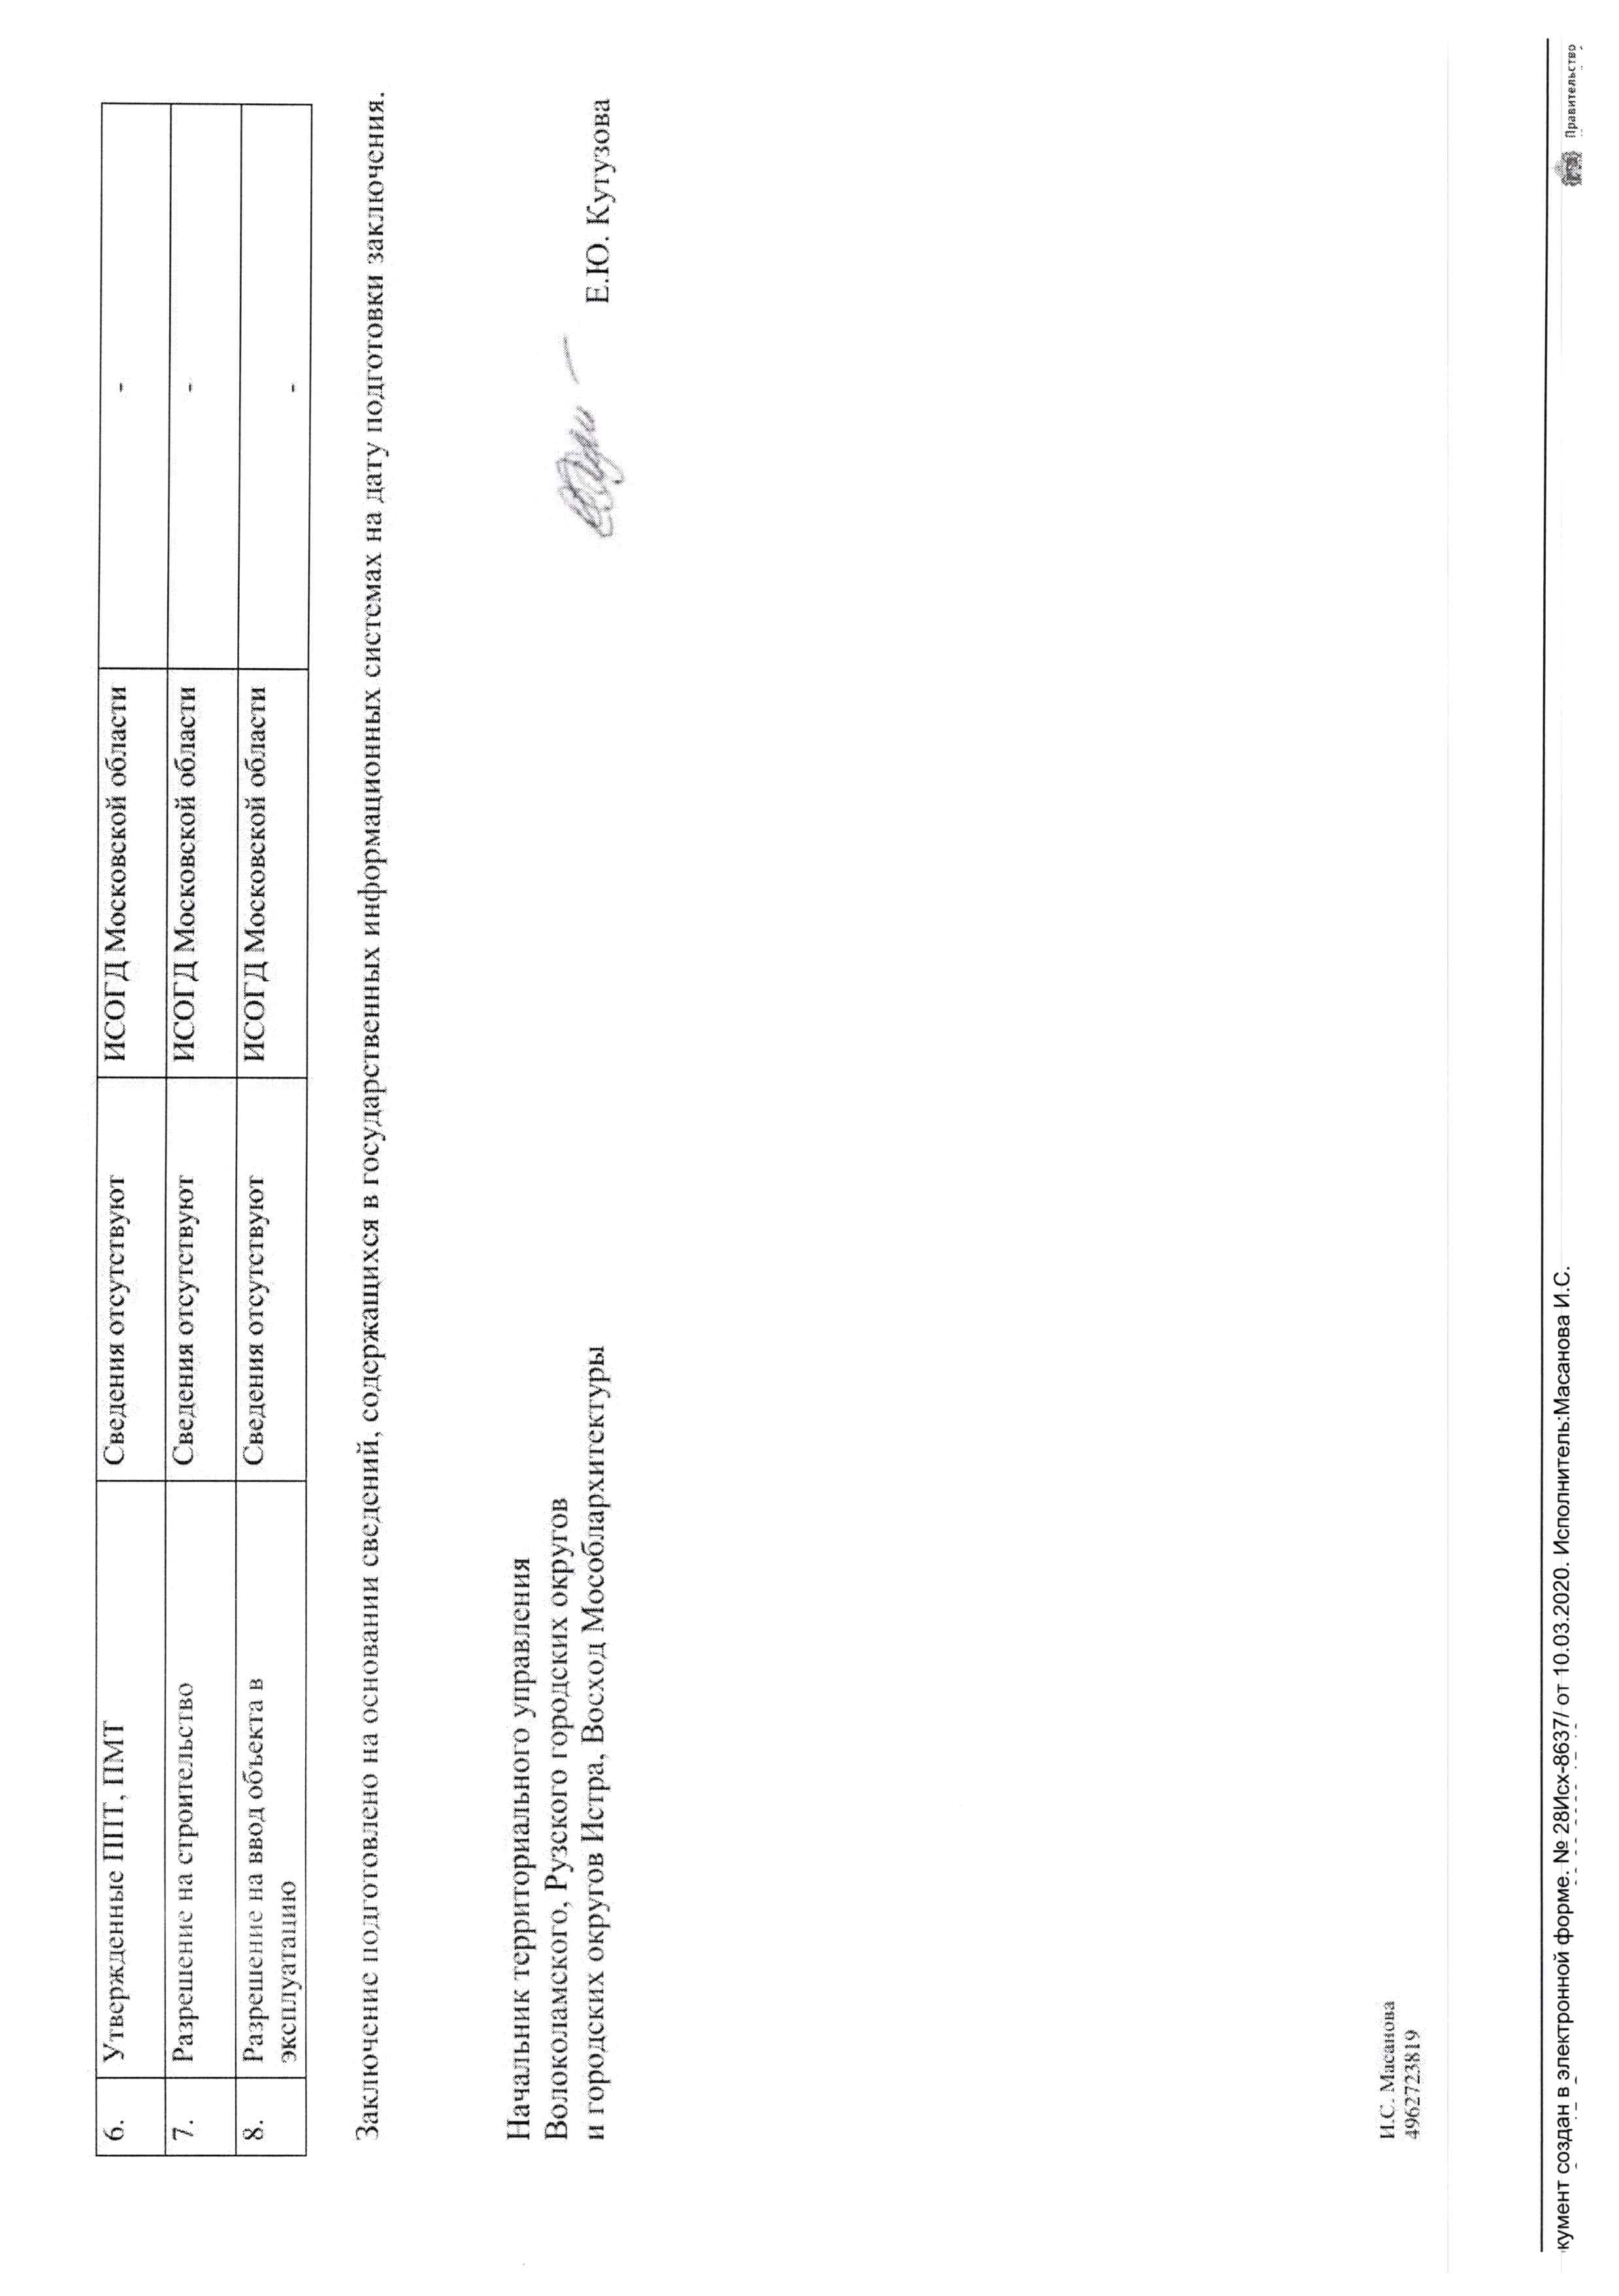 6. Утвержденные ППТ, ПМТ Сведения отсутствуют ИСОГД Московской области -
7. Разрешение на строительство Сведения отсутствуют ИСОГД Московской области -
8. Разрешение на ввод объекта в Сведения отсутствуют ИСОГД Московской области
эксплуатацию -
Заключение подготовлено на основании сведений, содержащихся в государственных информационных системах на дату подготовки заключения.
Начальник территориального управления
Волоколамского, Рузского городских округов
и городских округов Истра, Восход Мособлархитектуры Е.Ю. Кутузова
И.С. Масанова
4962723819
кумент создан в электронной форме. № 28Исх-8637/ от 10.03.2020. Исполнитель:Масанова И.С.
Правительство